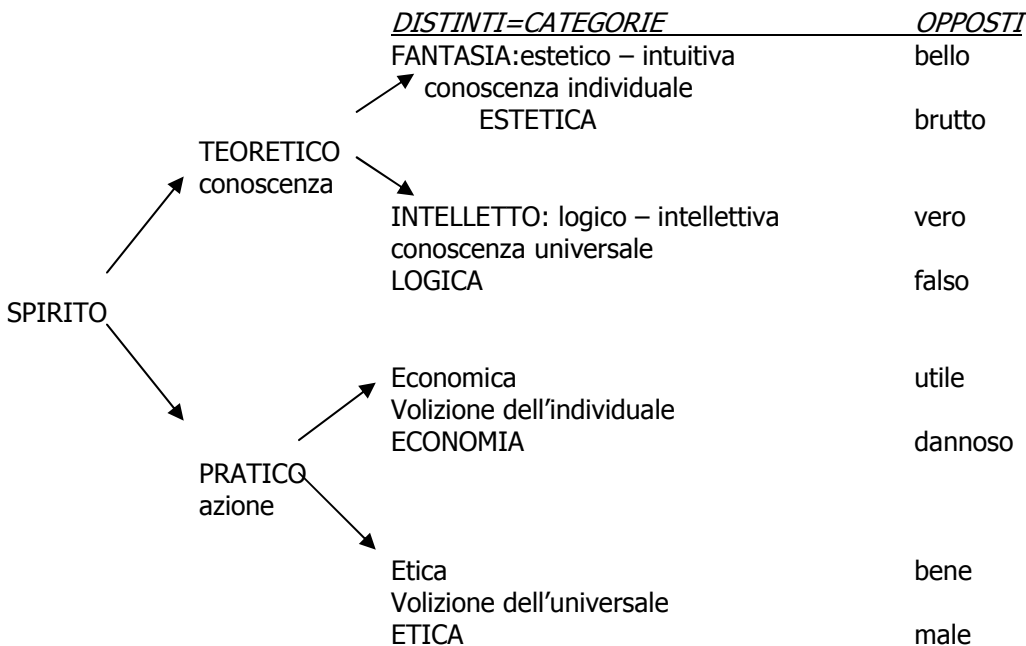 DISTINTI=CATEGORIE OPPOSTI
FANTASIA:estetico – intuitiva bello
conoscenza individuale
ESTETICA brutto
TEORETICO
conoscenza
INTELLETTO: logico – intellettiva vero
conoscenza universale
LOGICA falso
SPIRITO
Economica utile
Volizione dell’individuale
ECONOMIA dannoso
PRATICO
azione
Etica bene
Volizione dell’universale
ETICA male